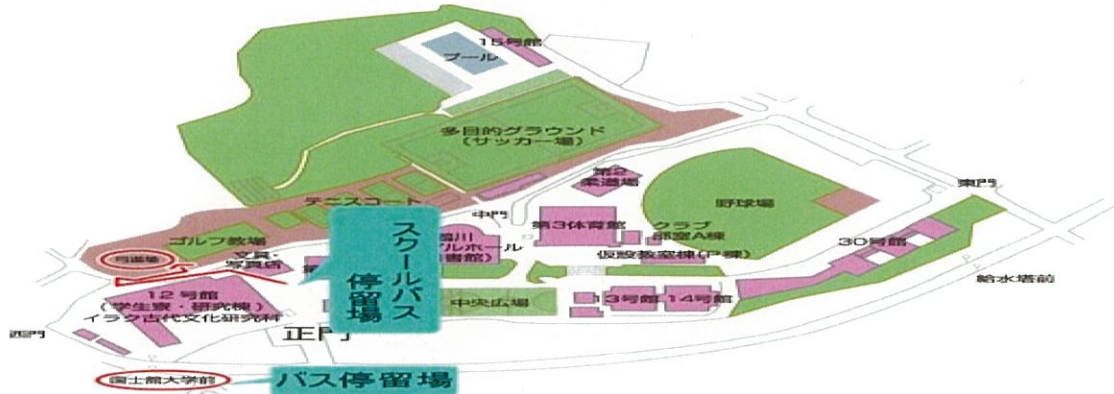 15号館
プール
多目的グラウンド
(サッカー場)
第2
柔道場
東門
テニスコート
野球場
中門
第3体育館
クラブ
部室A棟
ゴルフ教場
30号館
弓道場
文具・
写真店
仮設教室棟(P棟)
スクールバス
停留場
給水塔前
12号館
(学生寮・研究棟)
イラク古代文化研究科
中央広場
3号館
14号館
西門
正門
国士舘大学前
バス停留場